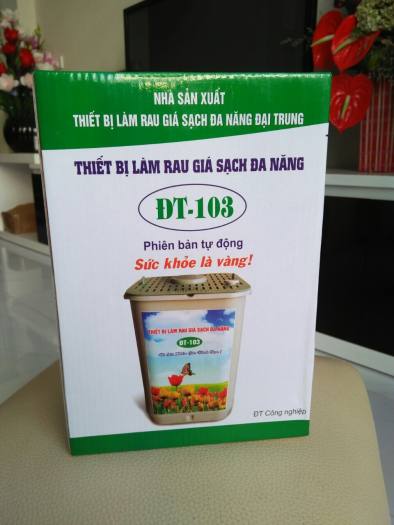 NHÀ SẢN XUẤT
THIẾT BỊ LÀM RAU GIÁ SẠCH ĐA NĂNG ĐẠI TRUNG
THIẾT BỊ LÀM RAU GIÁ SẠCH ĐA NĂNG
ĐT-103
Phiên bản tự động
Sức khỏe là vàng!
THIẾT BỊ LÀM RAU GIÁ SẠCH ĐA NĂNG
ĐT-103
ĐT Công nghiệp